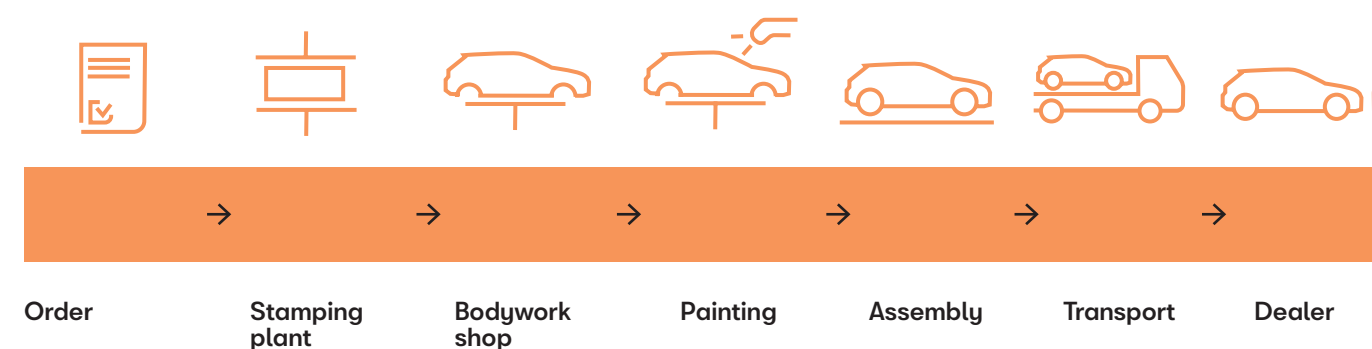 Order
Stamping
plant
Bodywork
shop
Painting
Assembly
Transport
Dealer